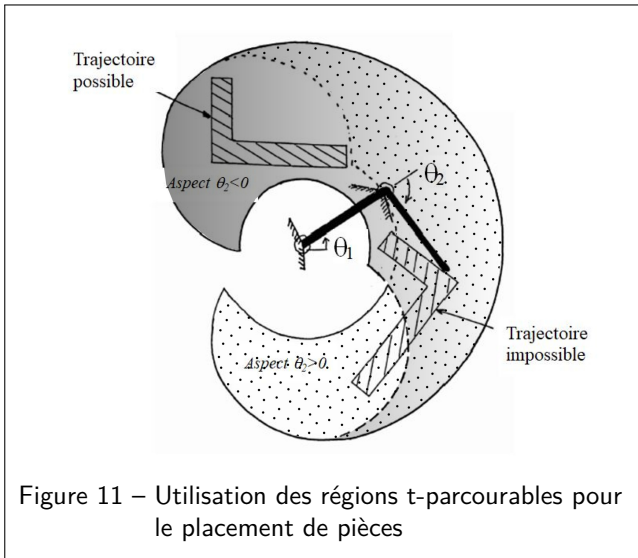 Trajectoire
possible
Aspect θ2<0
θ2
θ1
Trajectoire
impossible
Aspect θ2>0
Figure 11 – Utilisation des régions t-parcourables pour
le placement de pièces